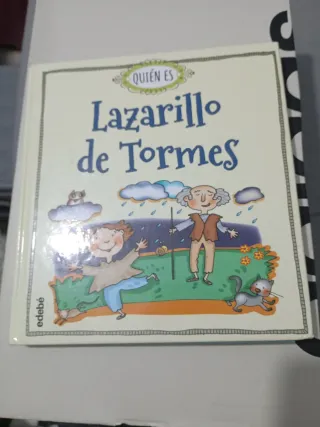 QUIÉN ES
Lazarillo
de Tormes
edebé